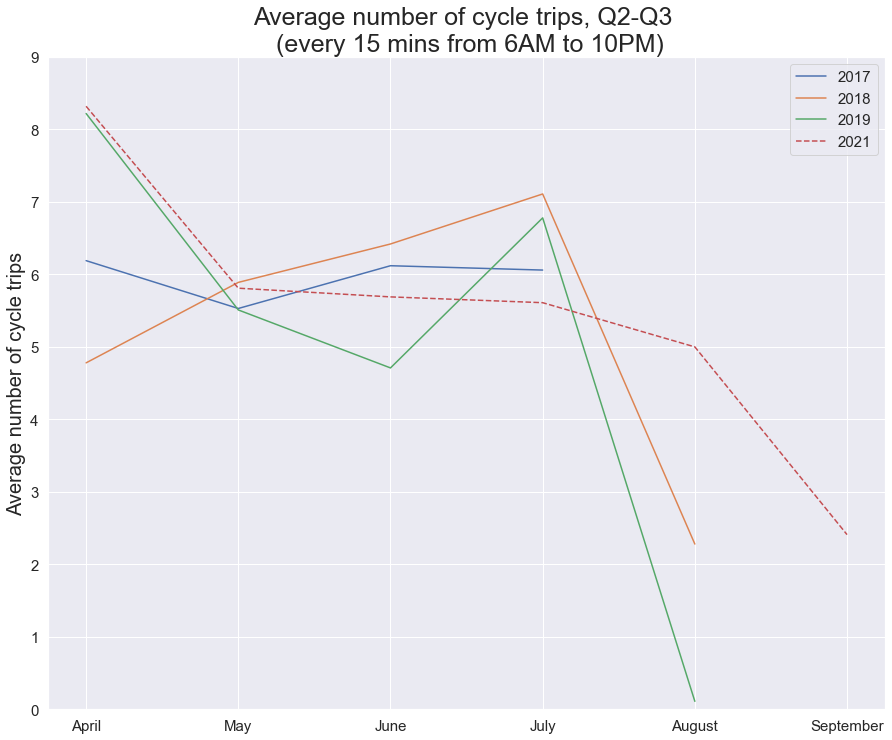 Average number of cycle trips, Q2-Q3
(every 15 mins from 6AM to 10PM)
2017
2018
2019
2021
Average number of cycle trips
9
8
7
6
5
4
3
2
1
0
April
May
June
July
August
September